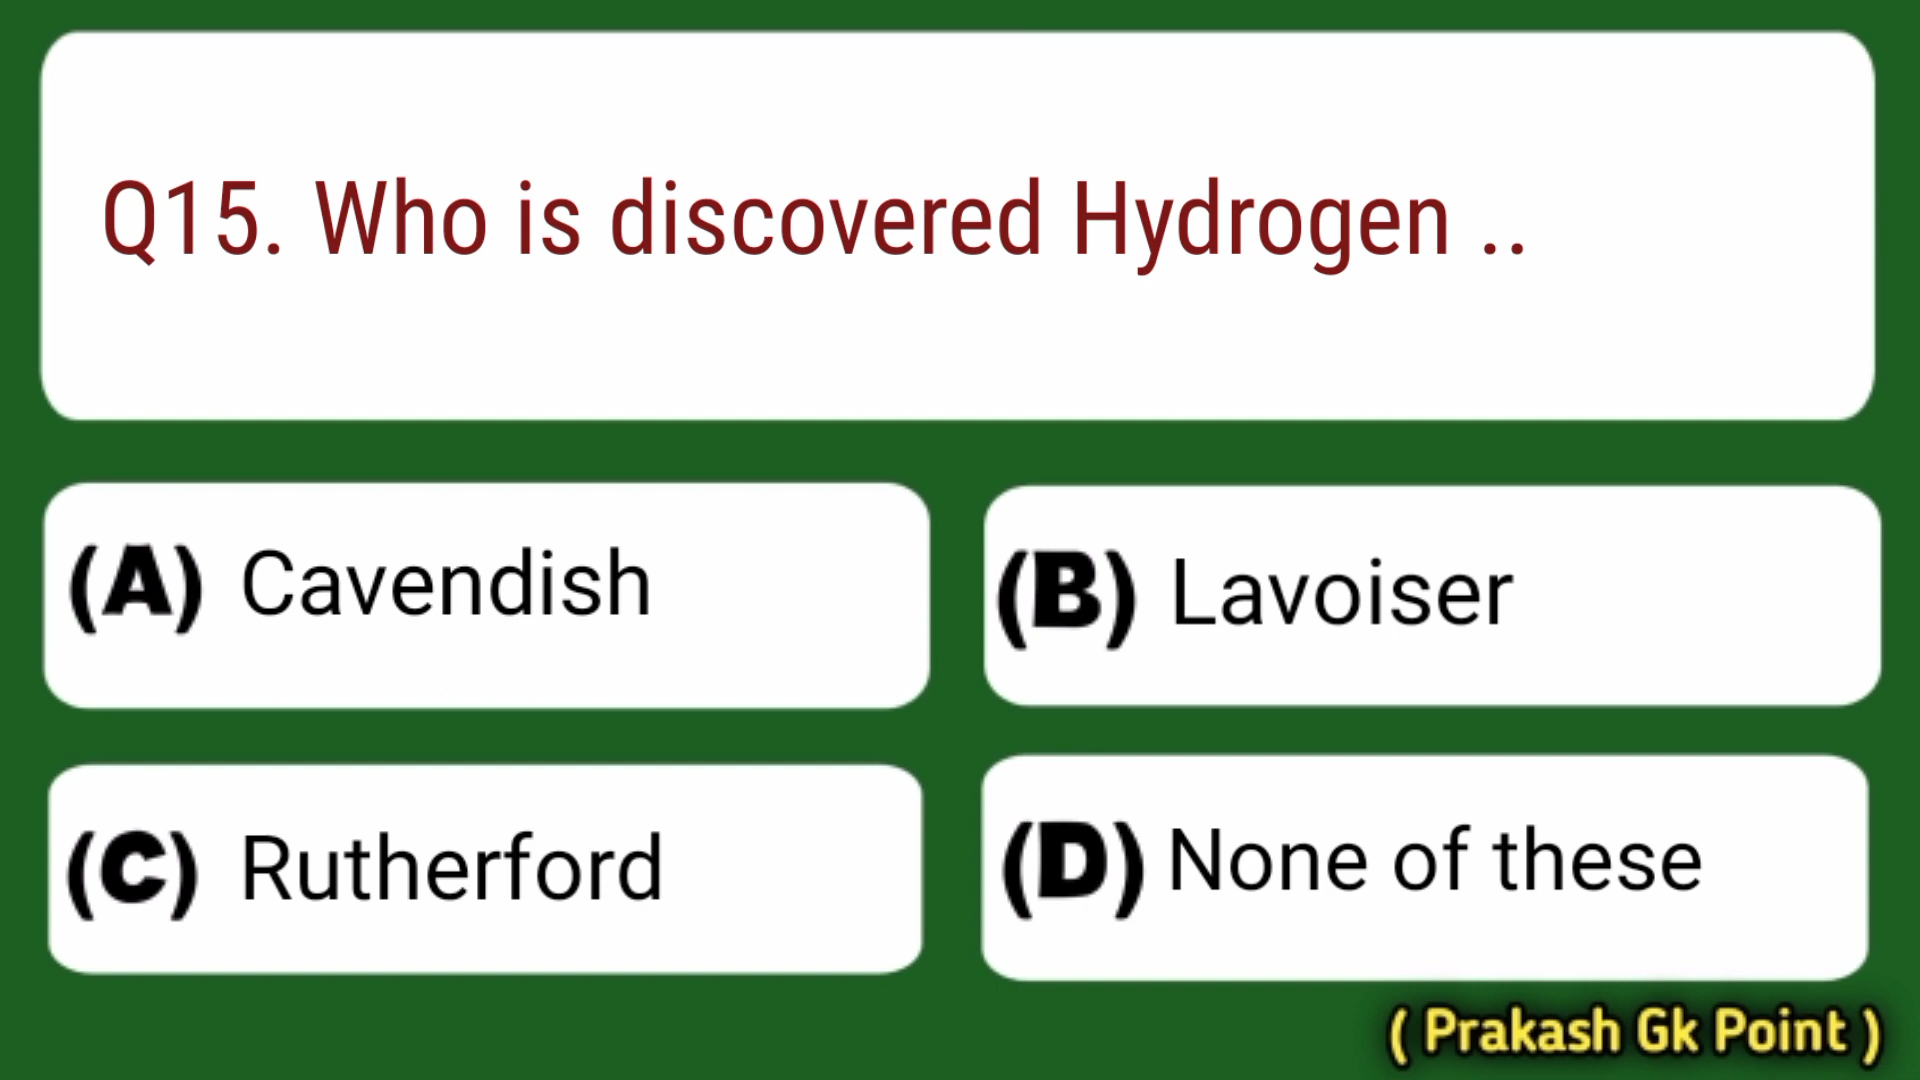 Q15. Who is discovered Hydrogen ..
(A) Cavendish
(B) Lavoiser
(C) Rutherford
(D) None of these
( Prakash Gk Point )